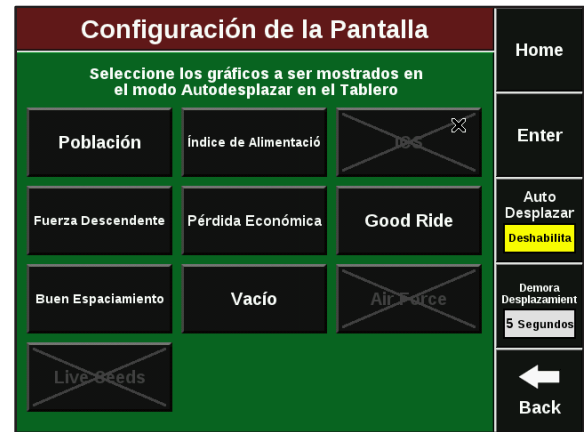 Configuración de la Pantalla
Seleccione los gráficos a ser mostrados en
el modo Autodesplazar en el Tablero
Población
Índice de Alimentació
Fuerza Descendente
Pérdida Económica
Good Ride
Buen Espaciamiento
Vacío
Air Force
Live Seeds
Home
Enter
Auto
Desplazar
Deshabilita
Demora
Desplazamient
5 Segundos
Back